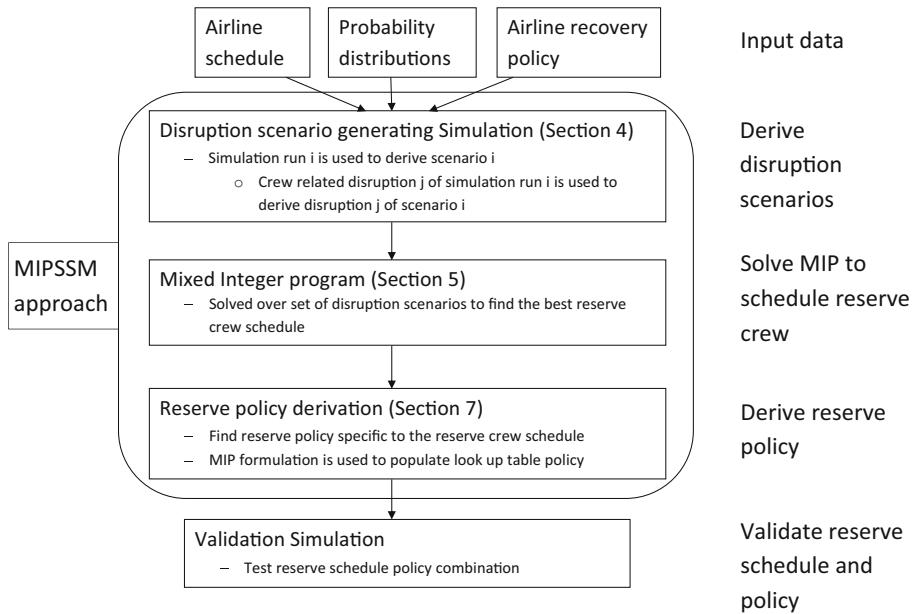 Airline
schedule
Probability
distributions
Airline recovery
policy
Input data
Disruption scenario generating Simulation (Section 4)
– Simulation run i is used to derive scenario i
○ Crew related disruption j of simulation run i is used to
derive disruption j of scenario i
Derive
disruption
scenarios
MIPSSM
approach
Mixed Integer program (Section 5)
– Solved over set of disruption scenarios to find the best reserve
crew schedule
Solve MIP to
schedule reserve
crew
Reserve policy derivation (Section 7)
– Find reserve policy specific to the reserve crew schedule
– MIP formulation is used to populate look up table policy
Derive reserve
policy
Validation Simulation
– Test reserve schedule policy combination
Validate reserve
schedule and
policy